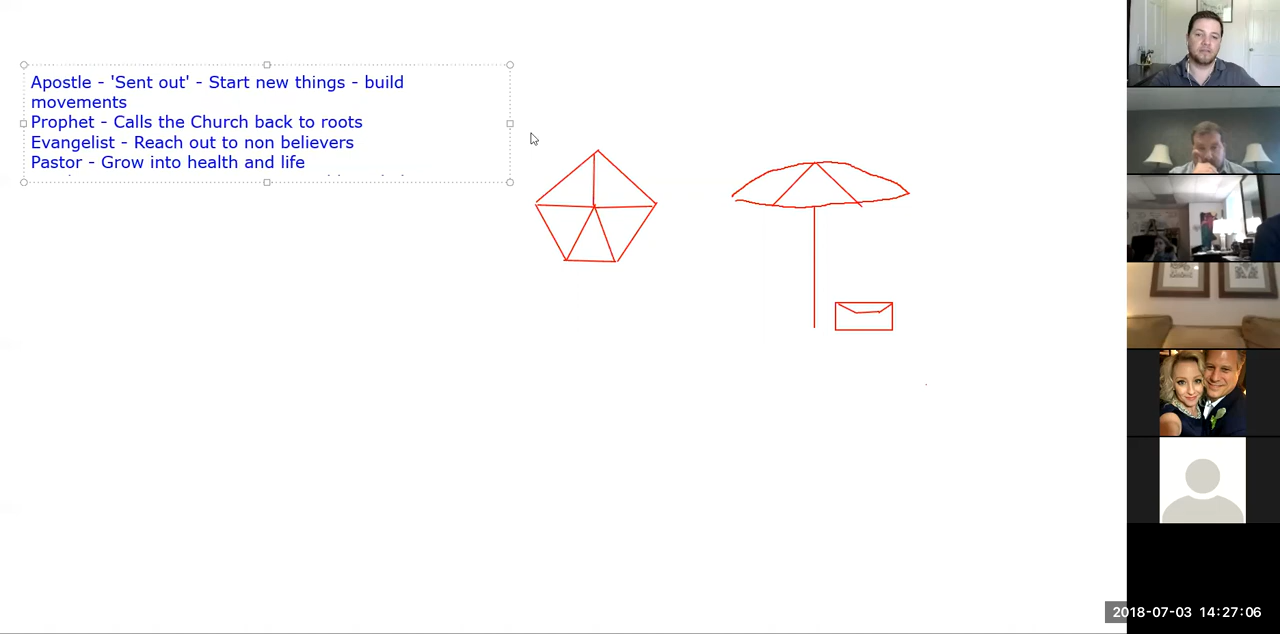 Apostle - 'Sent out' - Start new things - build
movements
Prophet - Calls the Church back to roots
Evangelist - Reach out to non believers
Pastor - Grow into health and life
2018-07-03 14:27:06